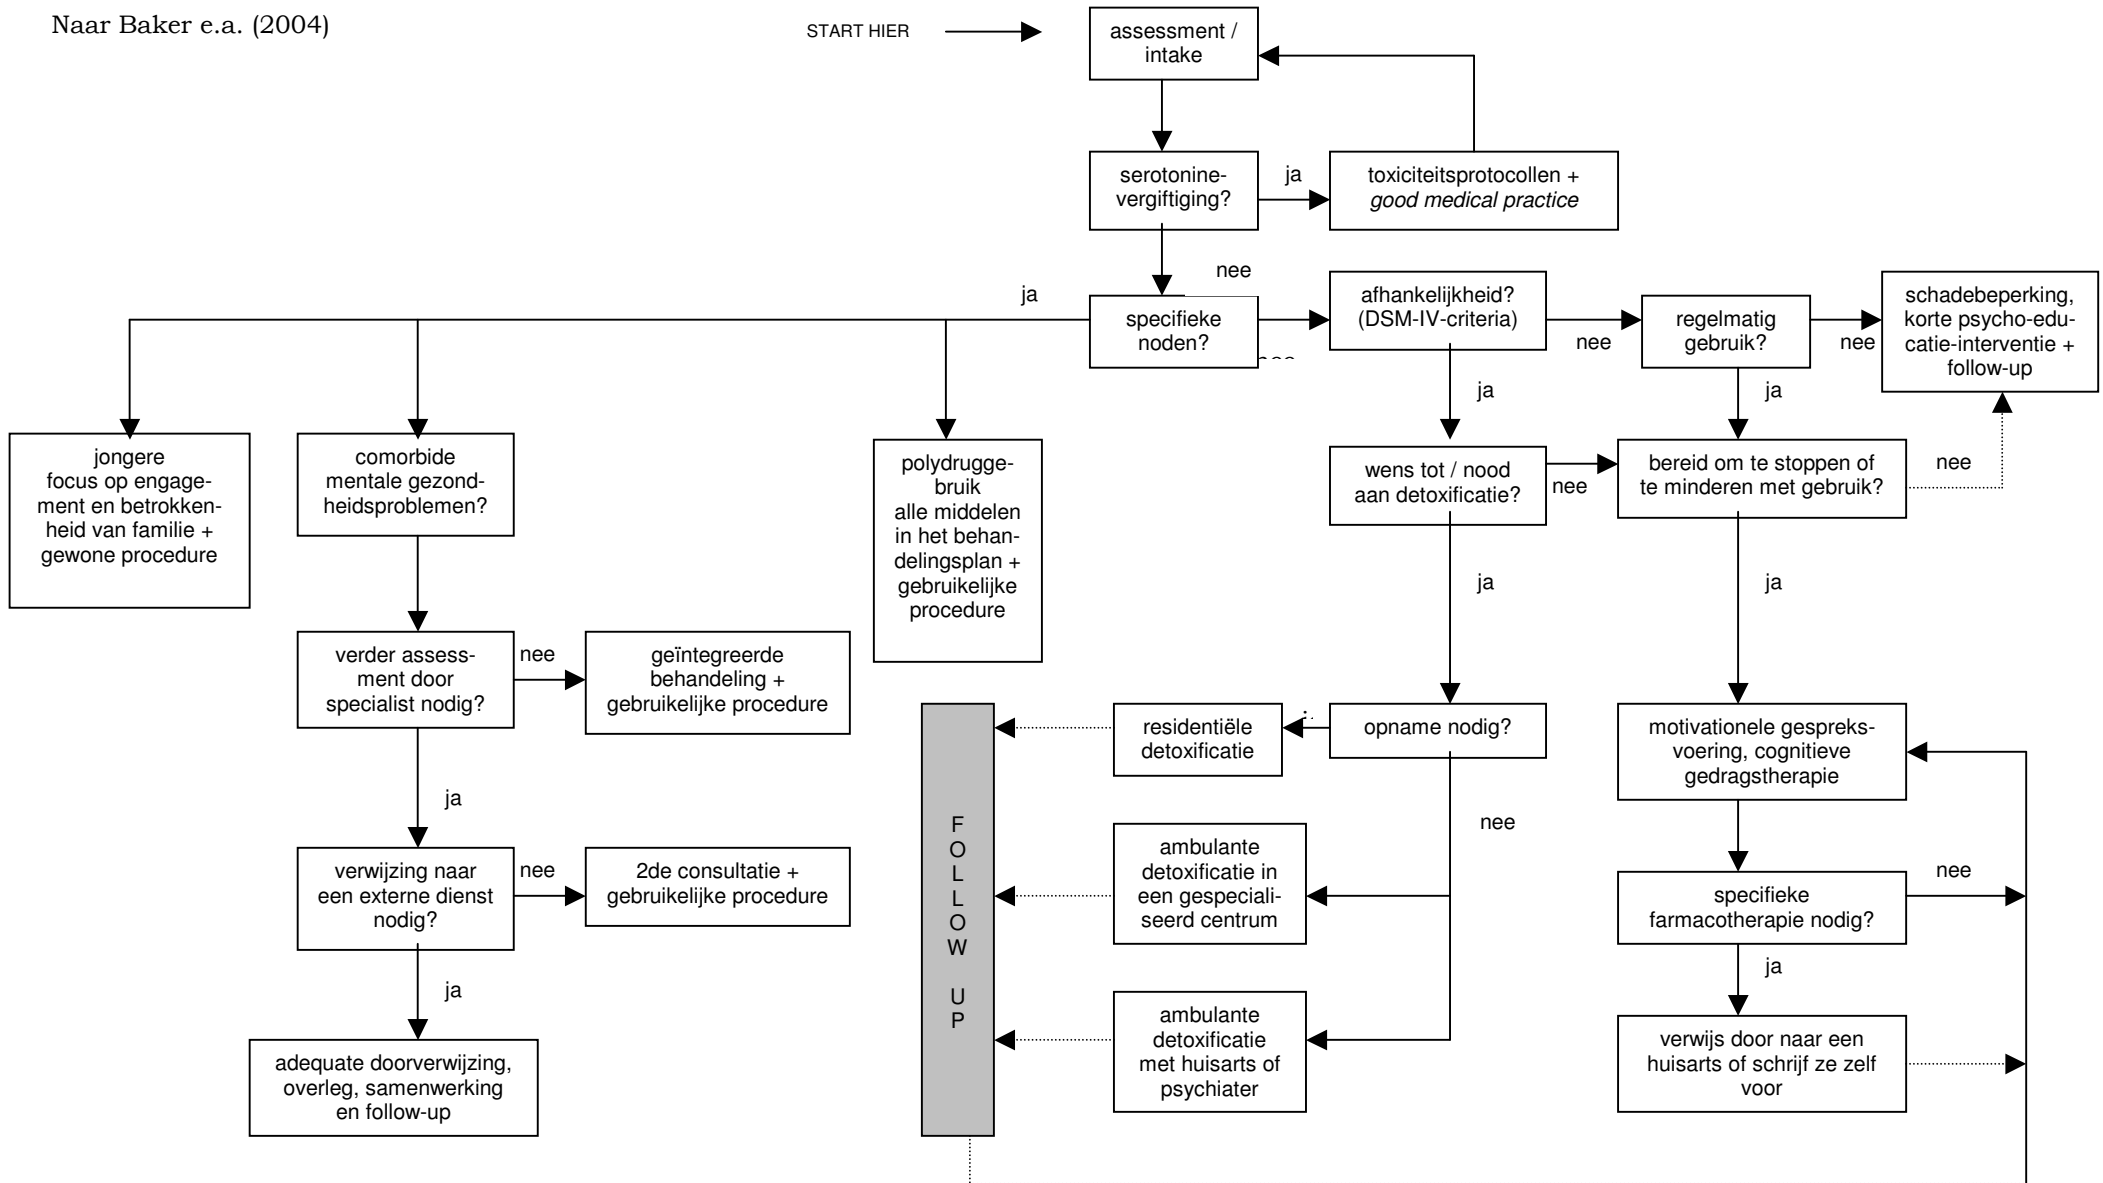 Naar Baker e.a. (2004)
START HIER
assessment /
intake
serotonine-
vergiftiging?
ja
toxiciteitsprotocollen +
good medical practice
nee
ja
specifieke
noden?
afhankelijkheid?
(DSM-IV-criteria)
nee
regelmatig
gebruik?
nee
schadebeperking,
korte psycho-edu-
catie-interventie +
follow-up
ja
ja
jongere
focus op engage-
ment en betrokken-
heid van familie +
gewone procedure
comorbide
mentale gezond-
heidsproblemen?
polydrugge-
bruik
alle middelen
in het behan-
delingsplan +
gebruikelijke
procedure
wens tot / nood
aan detoxificatie?
nee
bereid om te stoppen of
te minderen met gebruik?
nee
ja
ja
verder assess-
ment door
specialist nodig?
nee
geïntegreerde
behandeling +
gebruikelijke procedure
FOLLOW UP
residentiële
detoxificatie
opname nodig?
motivationele gespreks-
voering, cognitieve
gedragstherapie
ja
nee
verwijzing naar
een externe dienst
nodig?
nee
2de consultatie +
gebruikelijke procedure
ambulante
detoxificatie in
een gespeciali-
seerd centrum
specifieke
farmacotherapie nodig?
nee
ja
ja
adequate doorverwijzing,
overleg, samenwerking
en follow-up
ambulante
detoxificatie
met huisarts of
psychiater
verwijs door naar een
huisarts of schrijf ze zelf
voor